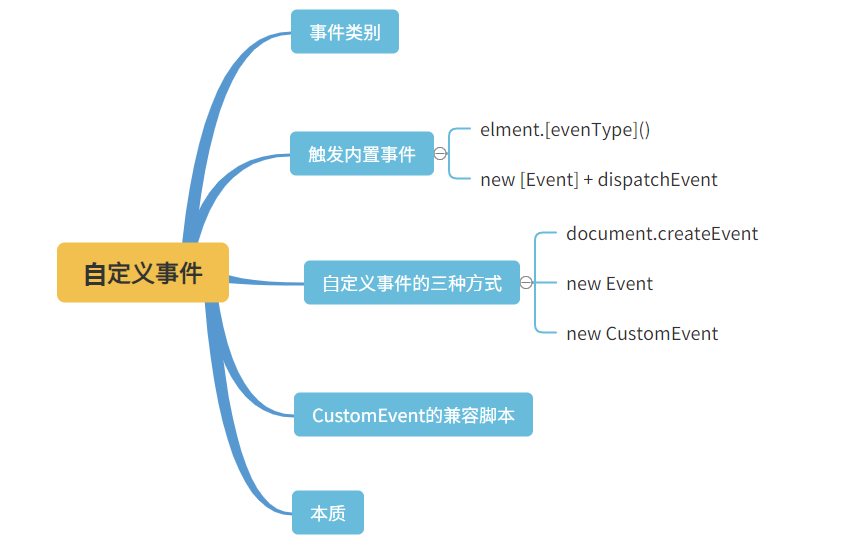 事件类别
触发内置事件
elment.[evenType]()
new [Event] + dispatchEvent
自定义事件
自定义事件的三种方式
document.createEvent
new Event
new CustomEvent
CustomEvent的兼容脚本
本质